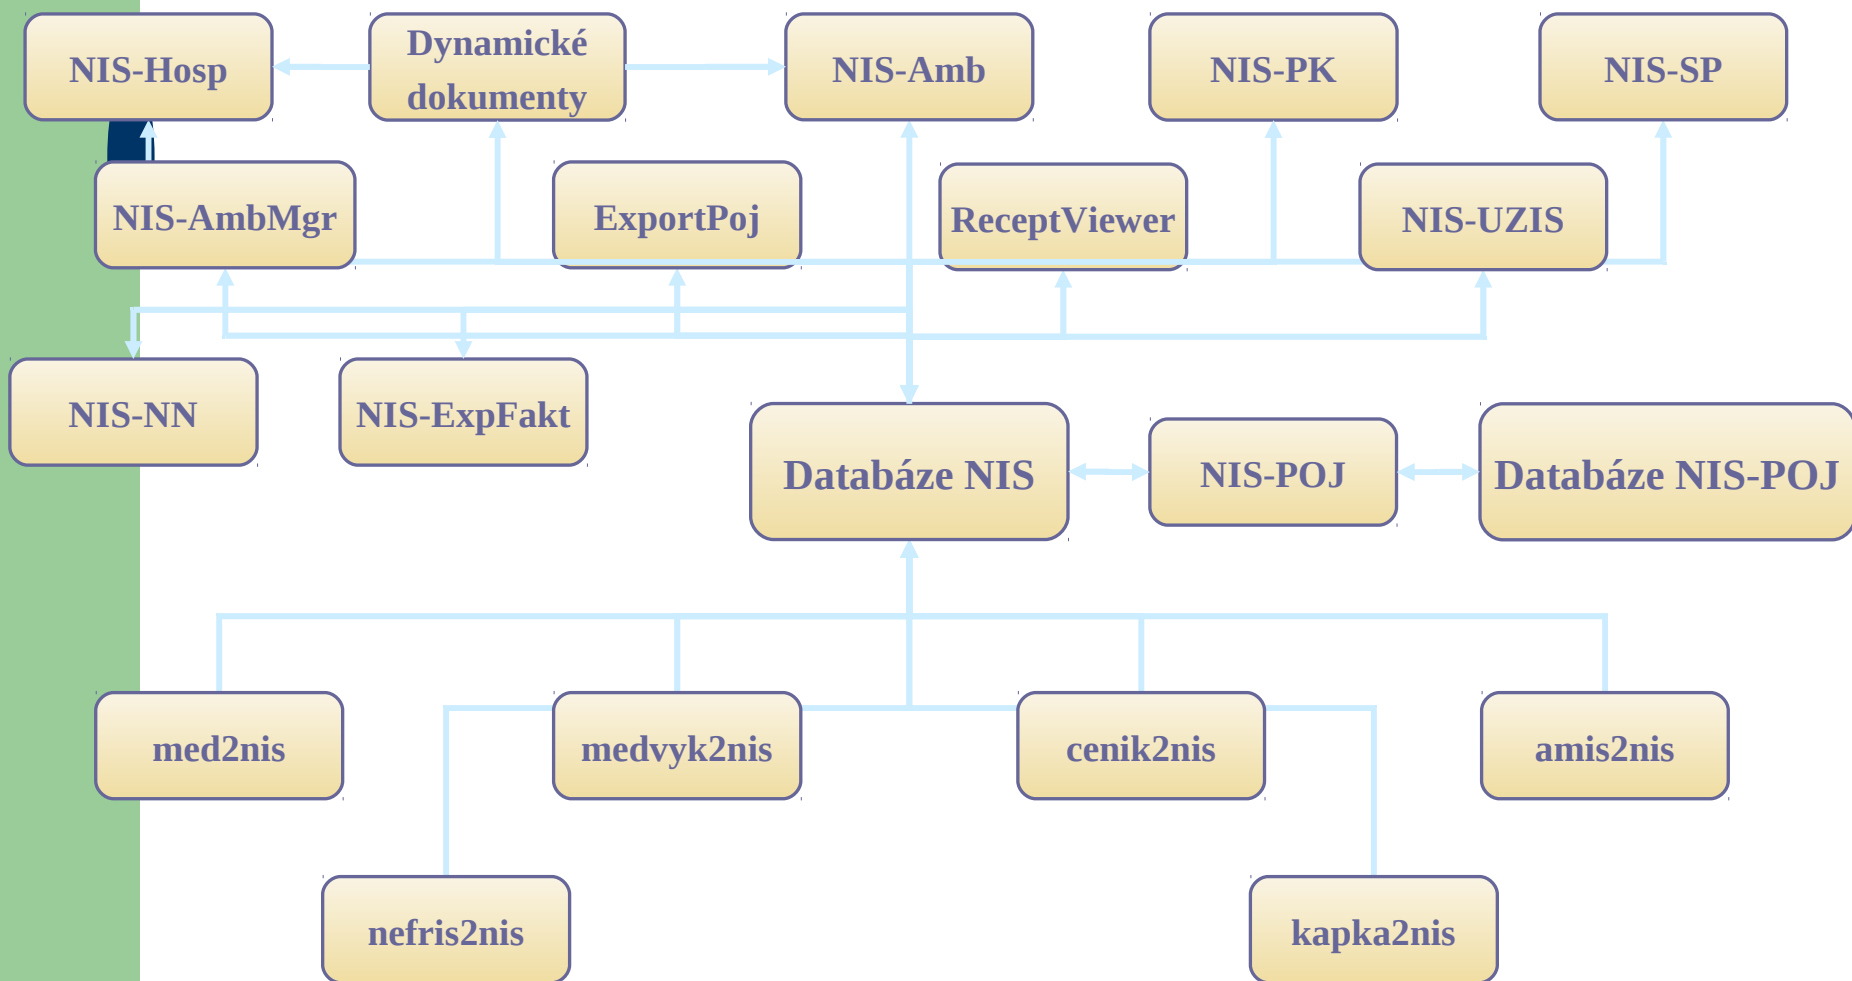 NIS-Hosp
Dynamické
dokumenty
NIS-Amb
NIS-PK
NIS-SP
NIS-AmbMgr
ExportPoj
ReceptViewer
NIS-UZIS
NIS-NN
NIS-ExpFakt
Databáze NIS
NIS-POJ
Databáze NIS-POJ
med2nis
medvyk2nis
cenik2nis
amis2nis
nefris2nis
kapka2nis